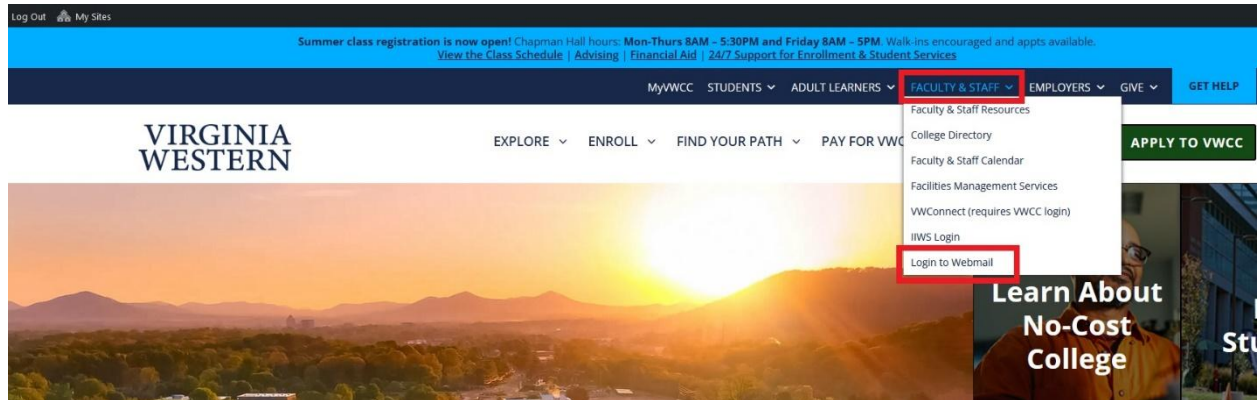 Log Out My Sites
Summer class registration is now open! Chapman Hall hours: Mon-Thurs 8AM – 5:30PM and Friday 8AM – 5PM. Walk-ins encouraged and appts available.
View the Class Schedule | Advising | Financial Aid | 24/7 Support for Enrollment & Student Services
MyVWCC STUDENTS ADULT LEARNERS FACULTY & STAFF EMPLOYERS GIVE GET HELP
VIRGINIA
WESTERN
EXPLORE ENROLL FIND YOUR PATH PAY FOR VWC
APPLY TO VWCC
Faculty & Staff Resources
College Directory
Faculty & Staff Calendar
Facilities Management Services
VWConnect (requires VWCC login)
IIWS Login
Login to Webmail
Learn About
No-Cost
College
Stu